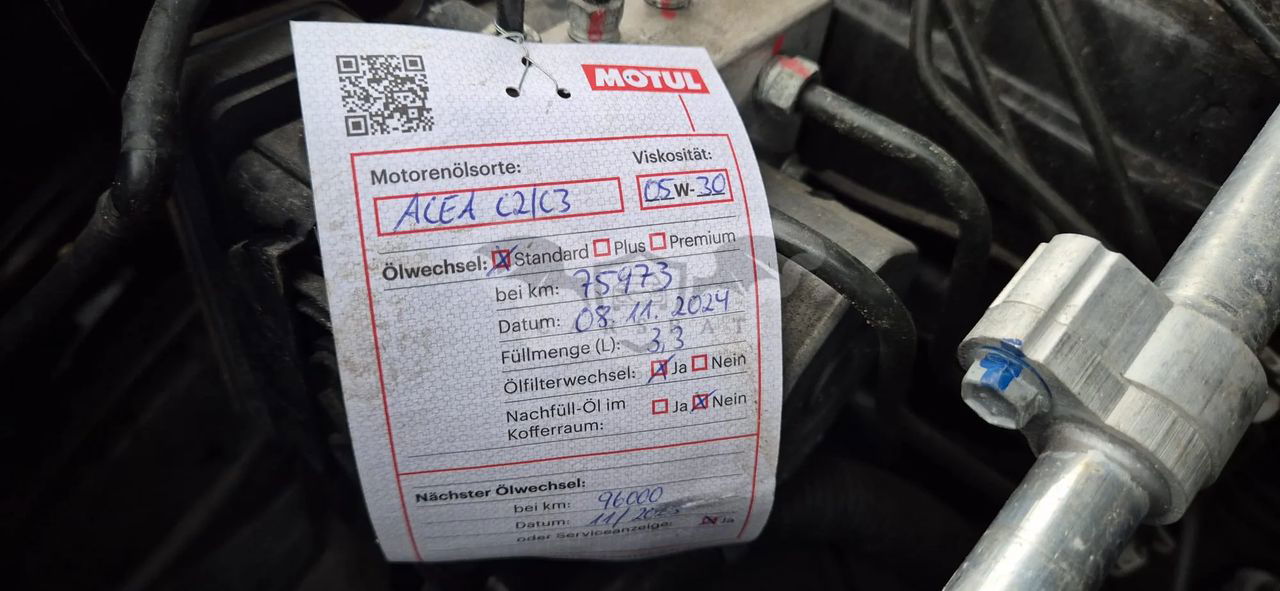 MOTUL
Motorenölsorte:
Viskosität:
ACEA C2/C3
05W-30
Ölwechsel: Standard Plus Premium
bei km: 75973
Datum: 08.11.2024
Füllmenge (L): 3,3
Ölfilterwechsel: Ja Nein
Nachfüll-Öl im Ja Nein
Kofferraum:
Nächster Ölwechsel:
bei km: 96000
Datum: 11/2025
oder Serviceanzeige: Ja